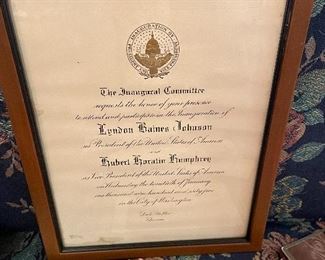 The Inaugural Committee
requests the honor of your presence
to attend and participate in the Inauguration of
Lyndon Baines Johnson
as President of the United States of America
and
Hubert Horatio Humphrey
as Vice President of the United States of America
on Wednesday the twentieth of January
one thousand nine hundred and sixty five
in the City of Washington